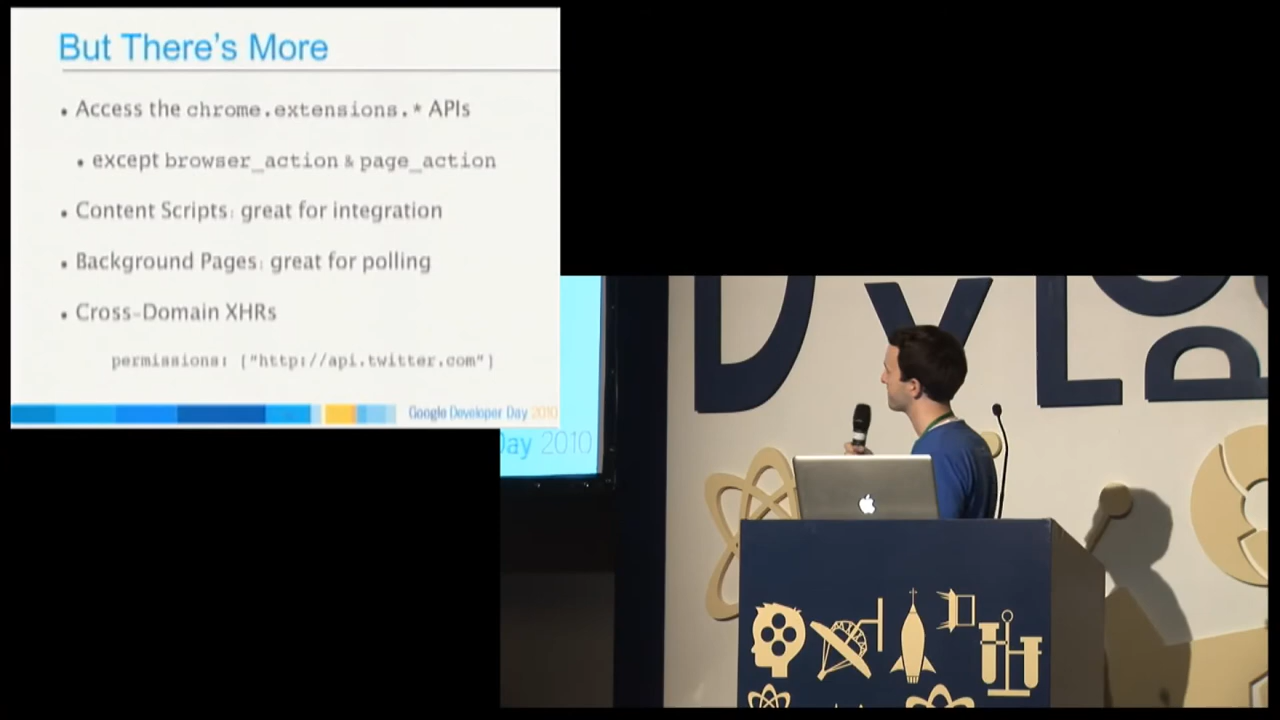 But There's More
• Access the chrome.extensions.* APIs
• except browser_action & page_action
• Content Scripts: great for integration
• Background Pages: great for polling
• Cross-Domain XHRs
permissions: ["http://api.twitter.com"]
Google Developer Day 2010
Day 2010